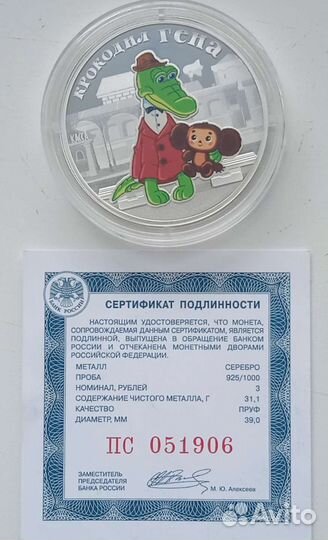 КРОКОДИЛ ГЕНА
КАССА
БАНК РОССИИ
СЕРТИФИКАТ ПОДЛИННОСТИ
НАСТОЯЩИМ УДОСТОВЕРЯЕТСЯ, ЧТО МОНЕТА,
СОПРОВОЖДАЕМАЯ ДАННЫМ СЕРТИФИКАТОМ, ЯВЛЯЕТСЯ
ПОДЛИННОЙ, ВЫПУЩЕНА В ОБРАЩЕНИЕ БАНКОМ
РОССИИ И ОТЧЕКАНЕНА МОНЕТНЫМИ ДВОРАМИ
РОССИЙСКОЙ ФЕДЕРАЦИИ.
МЕТАЛЛ СЕРЕБРО
ПРОБА 925/1000
НОМИНАЛ, РУБЛЕЙ 3
СОДЕРЖАНИЕ ЧИСТОГО МЕТАЛЛА, Г 31,1
КАЧЕСТВО ПРУФ
ДИАМЕТР, ММ 39,0
ПС 051906
ЗАМЕСТИТЕЛЬ
ПРЕДСЕДАТЕЛЯ
БАНКА РОССИИ
М. Ю. Алексеев
Avito